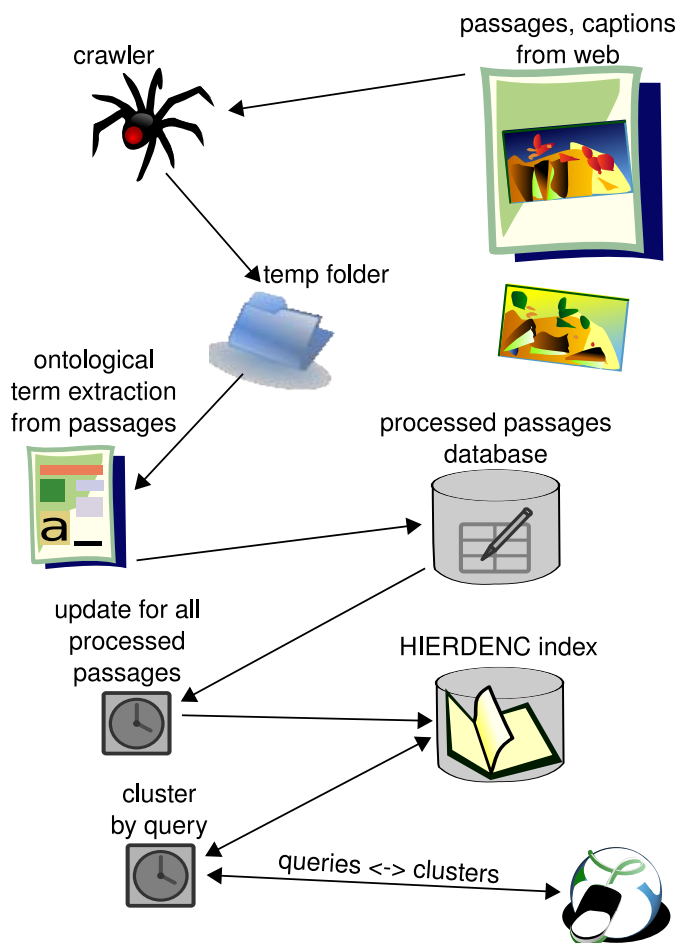 passages, captions
from web
crawler
temp folder
ontological
term extraction
from passages
a
processed passages
database
update for all
processed
passages
HIERDENC index
cluster
by query
queries <-> clusters